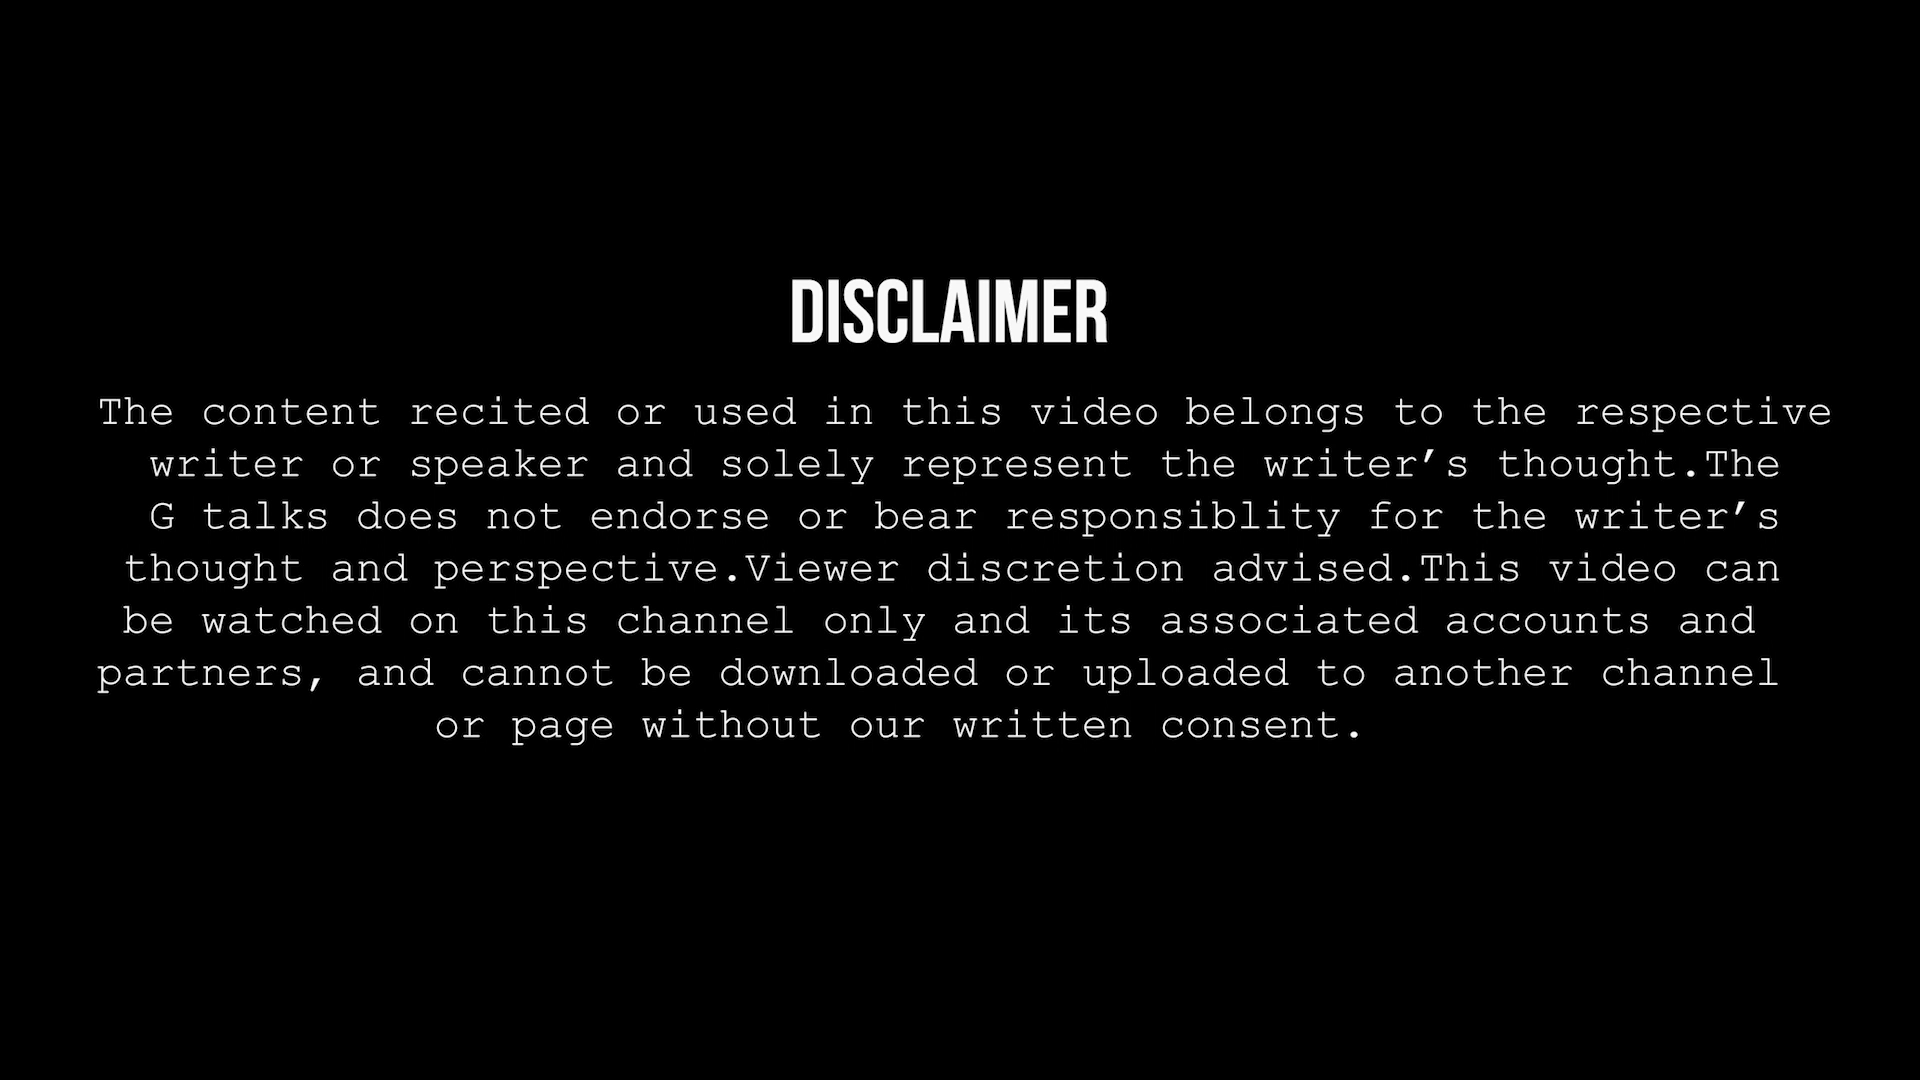 DISCLAIMER
The content recited or used in this video belongs to the respective
writer or speaker and solely represent the writer’s thought.The
G talks does not endorse or bear responsiblity for the writer’s
thought and perspective.Viewer discretion advised.This video can
be watched on this channel only and its associated accounts and
partners, and cannot be downloaded or uploaded to another channel
or page without our written consent.